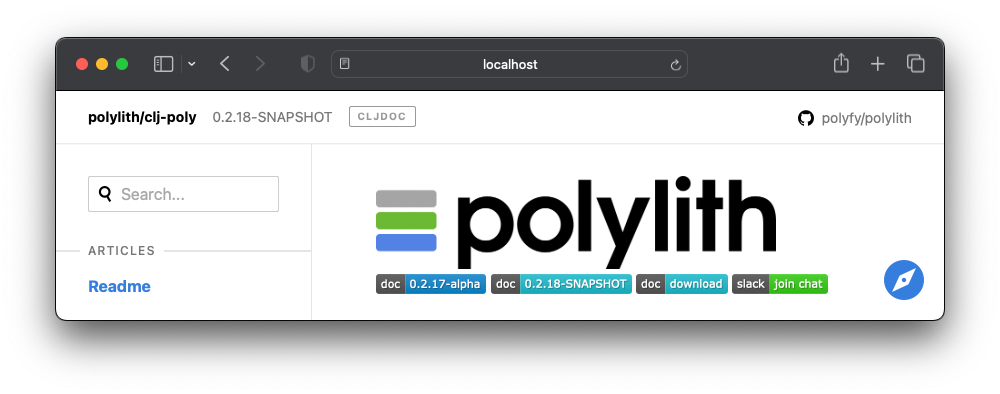 localhost
polylith/clj-poly 0.2.18-SNAPSHOT CLJDOC polyfy/polylith
Search...
polylith
ARTICLES
doc 0.2.17-alpha doc 0.2.18-SNAPSHOT doc download slack join chat
Readme